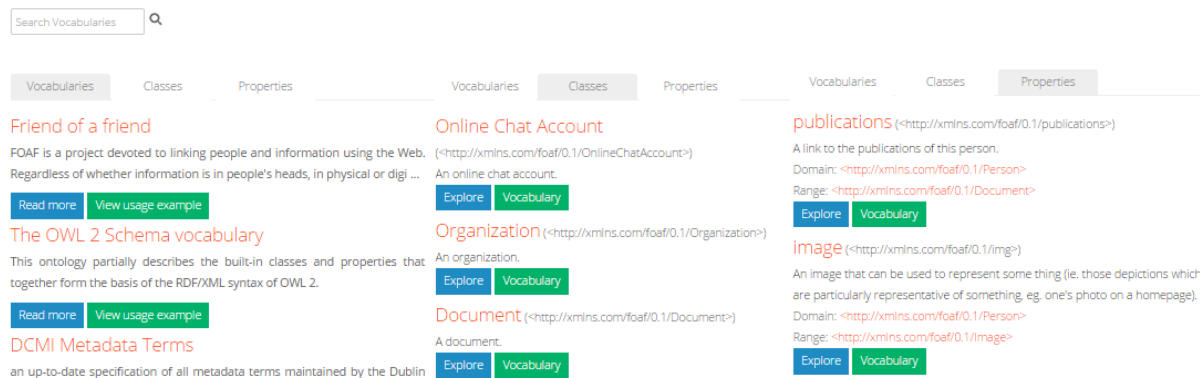 Search Vocabularies
Vocabularies Classes Properties
Friend of a friend
FOAF is a project devoted to linking people and information using the Web.
Regardless of whether information is in people's heads, in physical or digi ...
Read more View usage example
The OWL 2 Schema vocabulary
This ontology partially describes the built-in classes and properties that
together form the basis of the RDF/XML syntax of OWL 2.
Read more View usage example
DCMI Metadata Terms
an up-to-date specification of all metadata terms maintained by the Dublin
Vocabularies Classes Properties
Online Chat Account
(<http://xmlns.com/foaf/0.1/OnlineChatAccount>)
An online chat account.
Explore Vocabulary
Organization (<http://xmlns.com/foaf/0.1/Organization>)
An organization.
Explore Vocabulary
Document (<http://xmlns.com/foaf/0.1/Document>)
A document.
Explore Vocabulary
Vocabularies Classes Properties
publications (<http://xmlns.com/foaf/0.1/publications>)
A link to the publications of this person.
Domain: <http://xmlns.com/foaf/0.1/Person>
Range: <http://xmlns.com/foaf/0.1/Document>
Explore Vocabulary
image (<http://xmlns.com/foaf/0.1/img>)
An image that can be used to represent some thing (ie. those depictions which
are particularly representative of something, eg. one's photo on a homepage).
Domain: <http://xmlns.com/foaf/0.1/Person>
Range: <http://xmlns.com/foaf/0.1/Image>
Explore Vocabulary